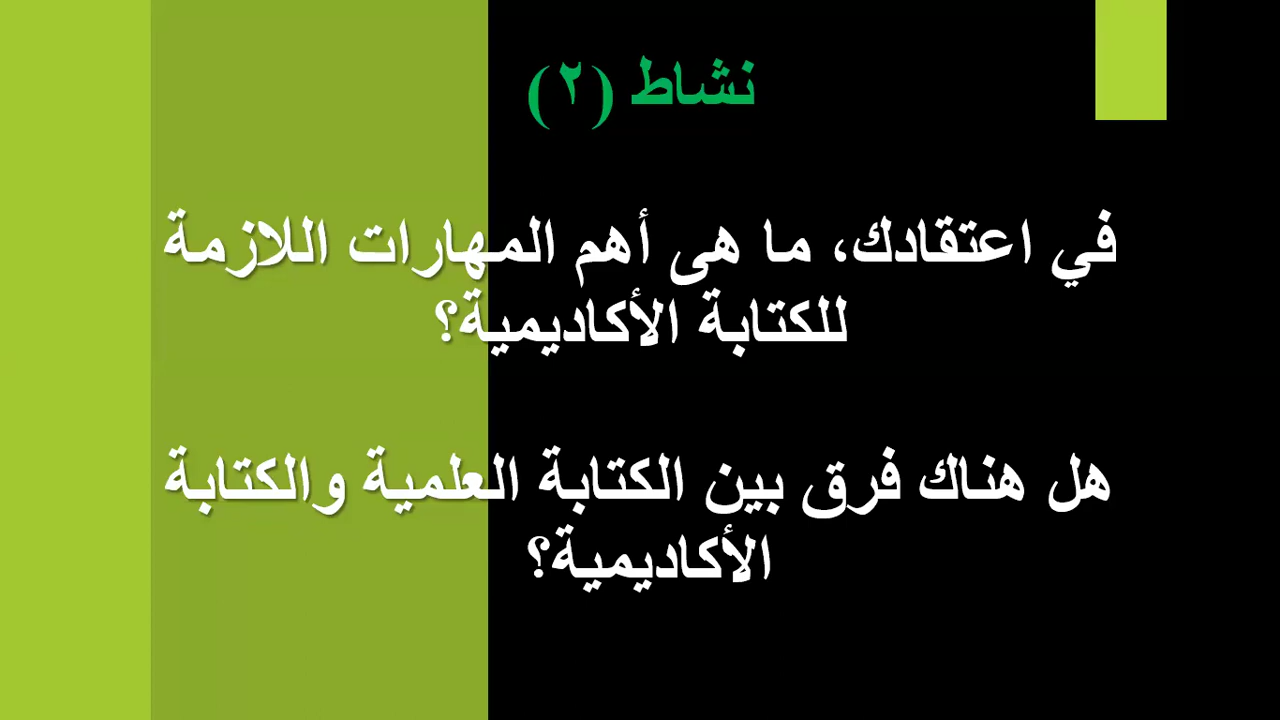 نشاط (٢)
في اعتقادك، ما هى أهم المهارات اللازمة
للكتابة الأكاديمية؟
هل هناك فرق بين الكتابة العلمية والكتابة
الأكاديمية؟